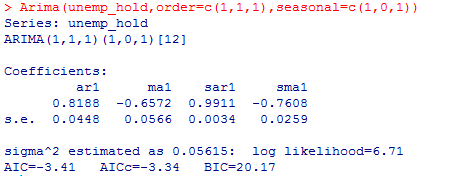 > Arima(unemp_hold,order=c(1,1,1),seasonal=c(1,0,1))
Series: unemp_hold
ARIMA(1,1,1)(1,0,1)[12]
Coefficients:
ar1 ma1 sar1 sma1
0.8188 -0.6572 0.9911 -0.7608
s.e. 0.0448 0.0566 0.0034 0.0259
sigma^2 estimated as 0.05615: log likelihood=6.71
AIC=-3.41 AICc=-3.34 BIC=20.17